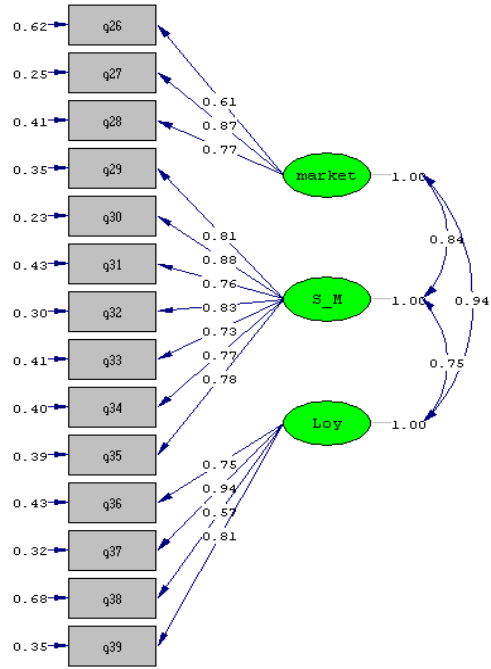 0.62 q26
0.25 q27
0.61
0.41 q28
0.87
0.77
0.35 q29
market 1.00
0.23 q30
0.81
0.84
0.88
0.43 q31
0.76
S_M 1.00
0.94
0.30 q32
0.83
0.73
0.41 q33
0.77
0.75
0.78
0.40 q34
Loy 1.00
0.39 q35
0.75
0.94
0.43 q36
0.57
0.81
0.32 q37
0.68 q38
0.35 q39